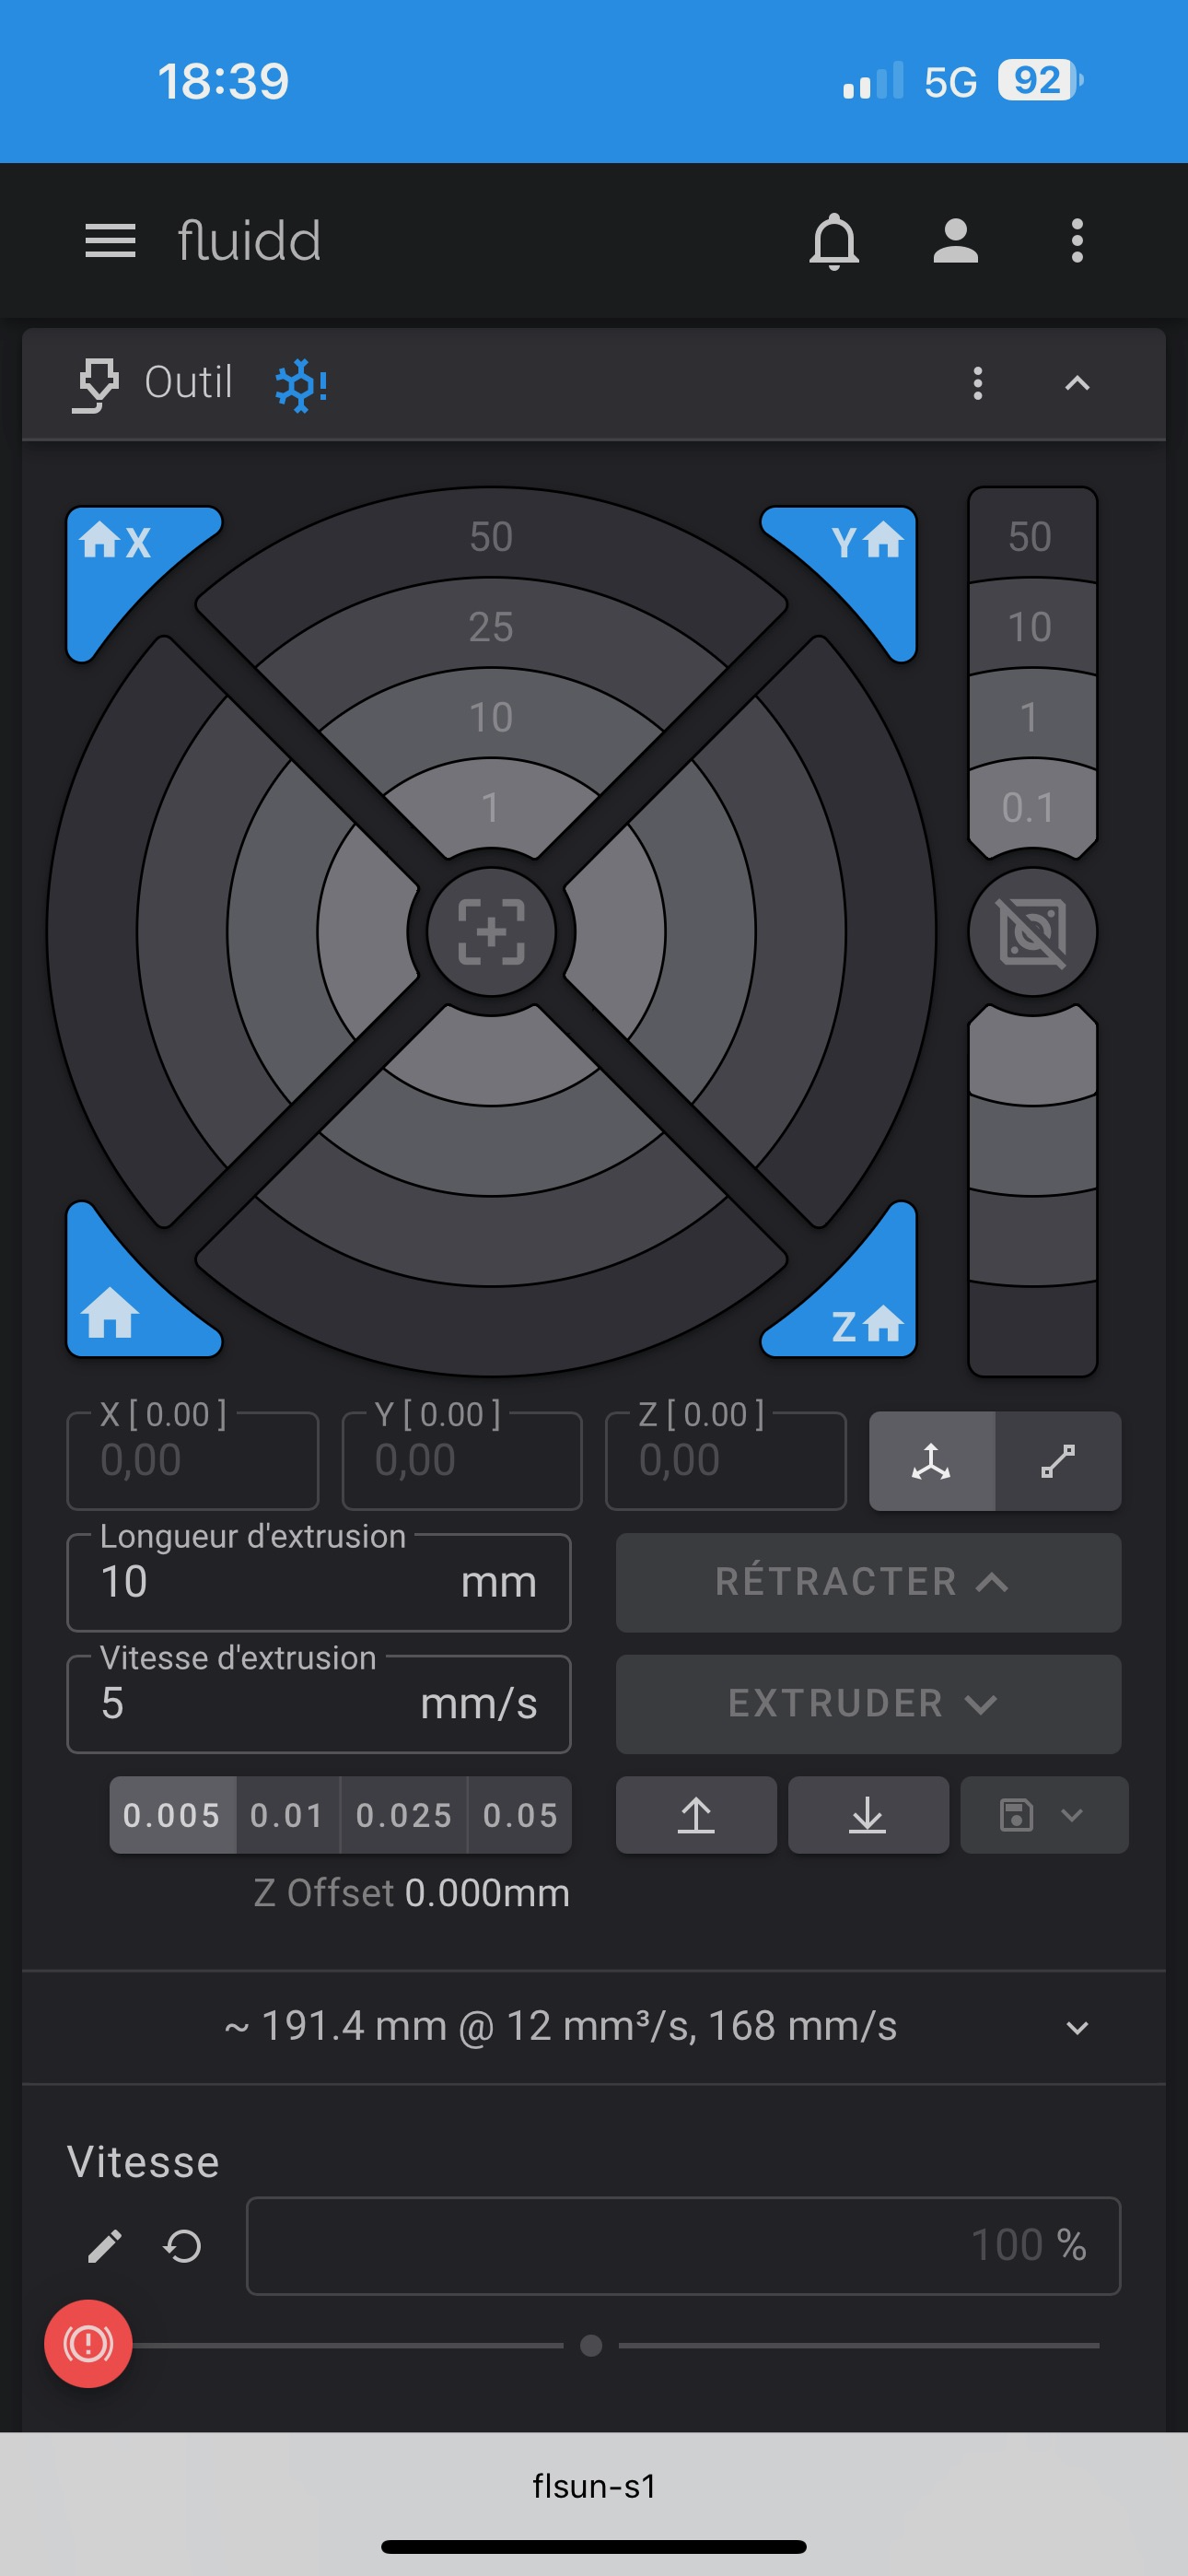 18:39 5G 92
fluidd
Outil
X Y
50 50
25 10
10 1
1 0.1
Z
X [ 0.00 ] Y [ 0.00 ] Z [ 0.00 ]
0,00 0,00 0,00
Longueur d'extrusion
10 mm RÉTRACTER
Vitesse d'extrusion
5 mm/s EXTRUDER
0.005 0.01 0.025 0.05
Z Offset 0.000mm
~ 191.4 mm @ 12 mm³/s, 168 mm/s
Vitesse
100 %
flsun-s1